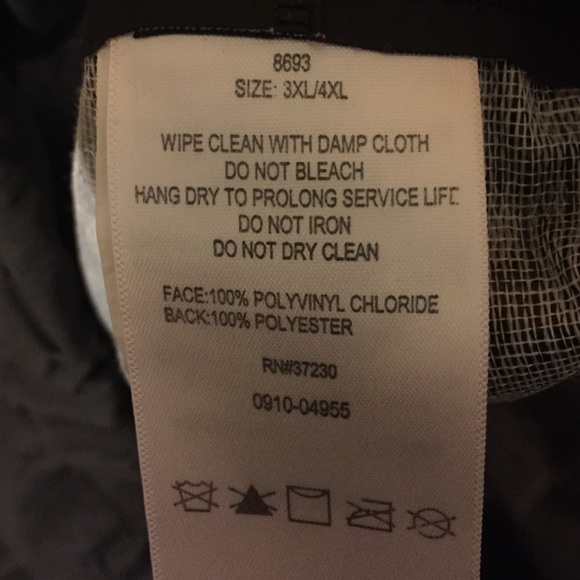 8693
SIZE: 3XL/4XL
WIPE CLEAN WITH DAMP CLOTH
DO NOT BLEACH
HANG DRY TO PROLONG SERVICE LIFE
DO NOT IRON
DO NOT DRY CLEAN
FACE:100% POLYVINYL CHLORIDE
BACK:100% POLYESTER
RN#37230
0910-04955